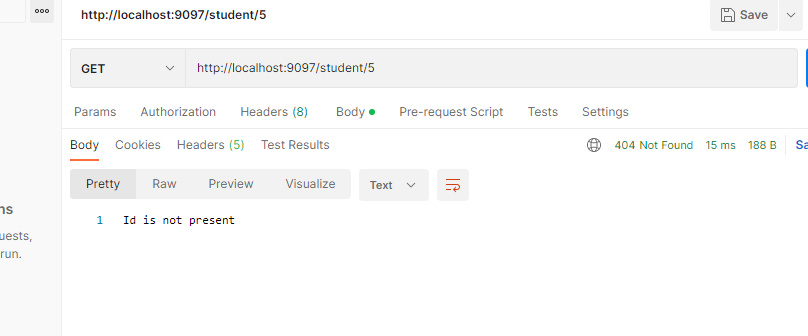 http://localhost:9097/student/5
Save
GET
http://localhost:9097/student/5
Params Authorization Headers (8) Body Pre-request Script Tests Settings
Body Cookies Headers (5) Test Results 404 Not Found 15 ms 188 B Sa
Pretty Raw Preview Visualize Text
1 Id is not present
ns
uests,
run.